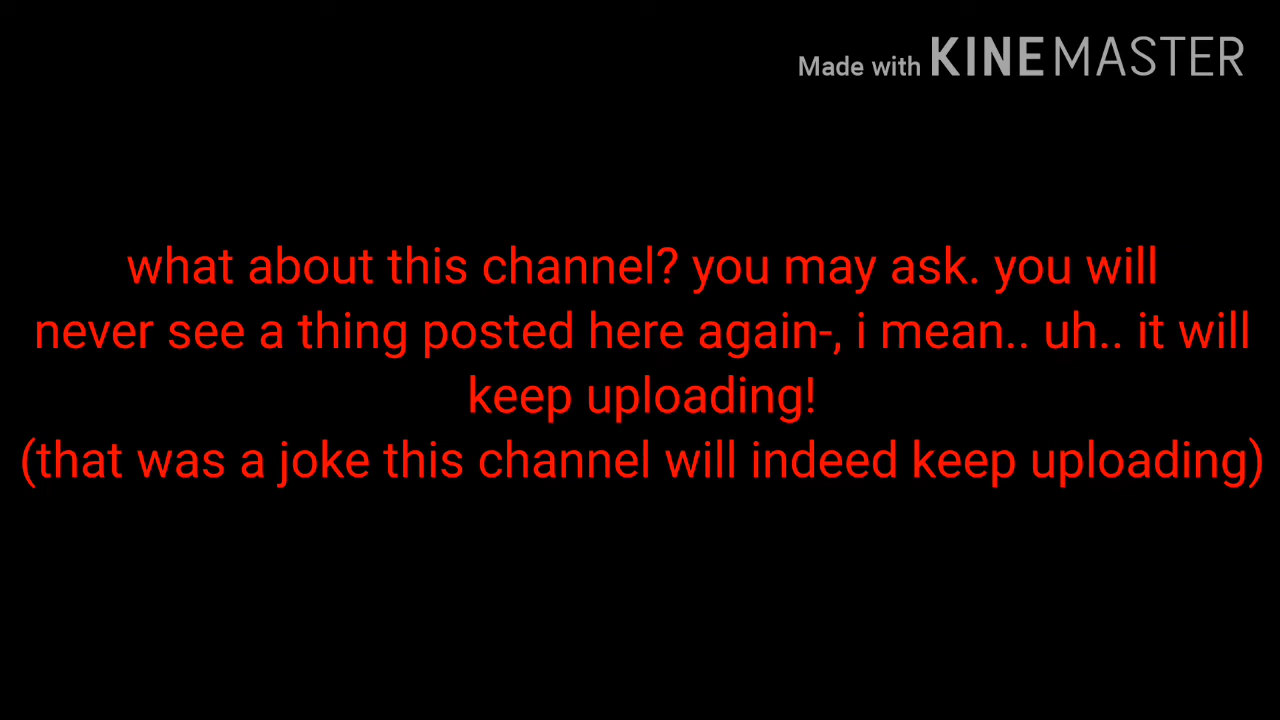 Made with KINEMASTER
what about this channel? you may ask. you will
never see a thing posted here again-, i mean.. uh.. it will
keep uploading!
(that was a joke this channel will indeed keep uploading)